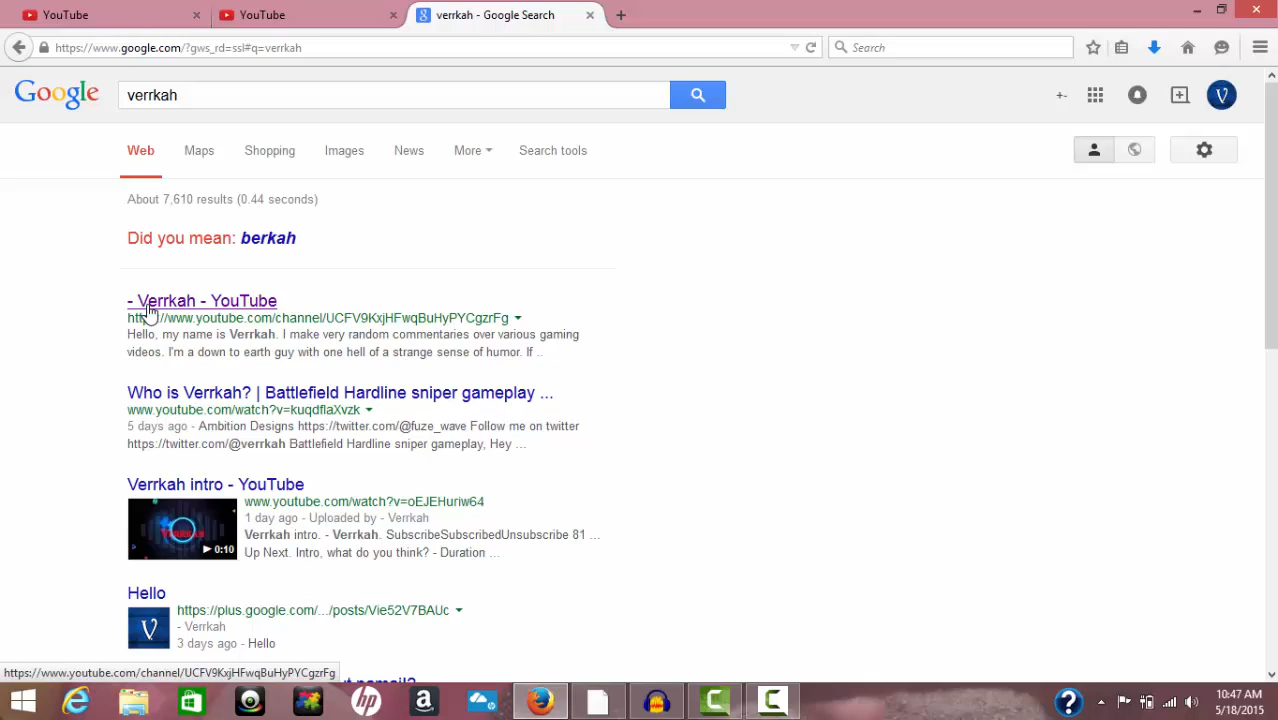 YouTube
YouTube
verrkah - Google Search
https://www.google.com/?gws_rd=ssl#q=verrkah
Search
Google
verrkah
+-
V
Web
Maps
Shopping
Images
News
More
Search tools
About 7,610 results (0.44 seconds)
Did you mean: berkah
- Verrkah - YouTube
https://www.youtube.com/channel/UCFV9KxjHFwqBuHyPYCgzrFg
Hello, my name is Verrkah. I make very random commentaries over various gaming
videos. I'm a down to earth guy with one hell of a strange sense of humor. If ..
Who is Verrkah? | Battlefield Hardline sniper gameplay ...
www.youtube.com/watch?v=kuqdflaXvzk
5 days ago - Ambition Designs https://twitter.com/@fuze_wave Follow me on twitter
https://twitter.com/@verrkah Battlefield Hardline sniper gameplay, Hey ...
Verrkah intro - YouTube
www.youtube.com/watch?v=oEJEHuriw64
1 day ago - Uploaded by - Verrkah
Verrkah intro. - Verrkah. SubscribeSubscribedUnsubscribe 81 ...
Up Next. Intro, what do you think? - Duration ...
VERRKAH
0:10
Hello
https://plus.google.com/.../posts/Vie52V7BAUc
- Verrkah
3 days ago - Hello
V
https://www.youtube.com/channel/UCFV9KxjHFwqBuHyPYCgzrFg
hp
a
10:47 AM
5/18/2015